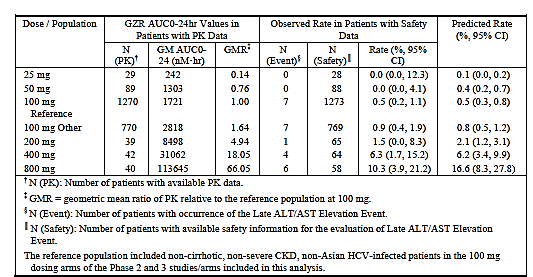 Dose / Population GZR AUC0-24hr Values in Patients with PK Data Observed Rate in Patients with Safety Data Predicted Rate (%, 95% CI)
N (PK)† GM AUC0-24 (nM·hr) GMR‡ N (Event)§ N (Safety)‖ Rate (%, 95% CI)
25 mg 29 242 0.14 0 28 0.0 (0.0, 12.3) 0.1 (0.0, 0.2)
50 mg 89 1303 0.76 0 88 0.0 (0.0, 4.1) 0.4 (0.2, 0.7)
100 mg Reference 1270 1721 1.00 7 1273 0.5 (0.2, 1.1) 0.5 (0.3, 0.8)
100 mg Other 770 2818 1.64 7 769 0.9 (0.4, 1.9) 0.8 (0.5, 1.2)
200 mg 39 8498 4.94 1 65 1.5 (0.0, 8.3) 2.1 (1.2, 3.1)
400 mg 42 31062 18.05 4 64 6.3 (1.7, 15.2) 6.2 (3.4, 9.9)
800 mg 40 113645 66.05 6 58 10.3 (3.9, 21.2) 16.6 (8.3, 27.8)
† N (PK): Number of patients with available PK data.
‡ GMR = geometric mean ratio of PK relative to the reference population at 100 mg.
§ N (Event): Number of patients with occurrence of the Late ALT/AST Elevation Event.
‖ N (Safety): Number of patients with available safety information for the evaluation of Late ALT/AST Elevation
Event.
The reference population included non-cirrhotic, non-severe CKD, non-Asian HCV-infected patients in the 100 mg
dosing arms of the Phase 2 and 3 studies/arms included in this analysis.